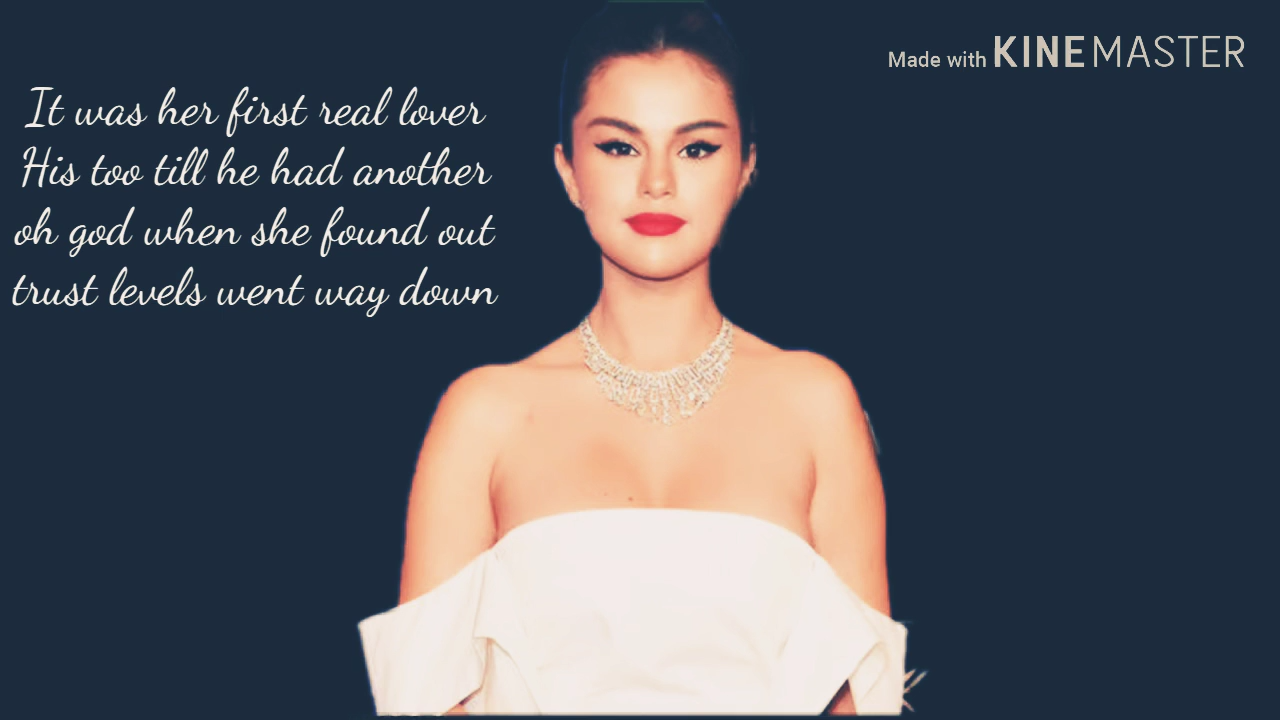 Made with KINEMASTER
It was her first real lover
His too till he had another
oh god when she found out
trust levels went way down